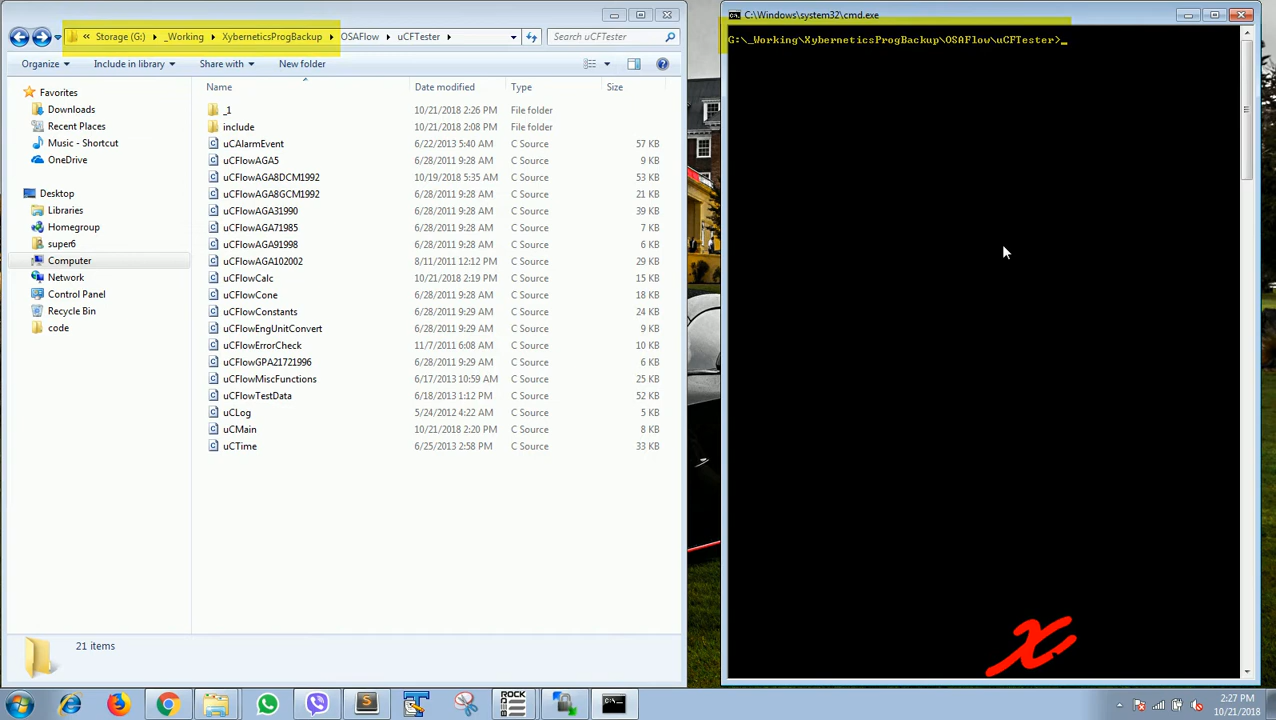 « Storage (G:) _Working XyberneticsProgBackup OSAFlow uCFTester
Search uCFTester
Organize Include in library Share with New folder
Name Date modified Type Size
Favorites
Downloads
Recent Places
Music - Shortcut
OneDrive
Desktop
Libraries
Homegroup
super6
Computer
Network
Control Panel
Recycle Bin
code
_1 10/21/2018 2:26 PM File folder
include 10/21/2018 2:08 PM File folder
uCAlarmEvent 6/22/2013 5:40 AM C Source 57 KB
uCFlowAGA5 6/28/2011 9:28 AM C Source 9 KB
uCFlowAGA8DCM1992 10/19/2018 5:35 AM C Source 53 KB
uCFlowAGA8GCM1992 6/28/2011 9:28 AM C Source 21 KB
uCFlowAGA31990 6/28/2011 9:28 AM C Source 39 KB
uCFlowAGA71985 6/28/2011 9:28 AM C Source 7 KB
uCFlowAGA91998 6/28/2011 9:28 AM C Source 6 KB
uCFlowAGA102002 8/11/2011 12:12 PM C Source 29 KB
uCFlowCalc 10/21/2018 2:19 PM C Source 15 KB
uCFlowCone 6/28/2011 9:28 AM C Source 18 KB
uCFlowConstants 6/28/2011 9:29 AM C Source 24 KB
uCFlowEngUnitConvert 6/28/2011 9:29 AM C Source 9 KB
uCFlowErrorCheck 11/7/2011 6:08 AM C Source 10 KB
uCFlowGPA21721996 6/28/2011 9:29 AM C Source 6 KB
uCFlowMiscFunctions 6/17/2013 10:59 AM C Source 25 KB
uCFlowTestData 6/18/2013 1:12 PM C Source 52 KB
uCLog 5/24/2012 4:22 AM C Source 5 KB
uCMain 10/21/2018 2:20 PM C Source 8 KB
uCTime 6/25/2013 2:58 PM C Source 33 KB
21 items
C:\Windows\system32\cmd.exe
G:\_Working\XyberneticsProgBackup\OSAFlow\uCFTester>_
x
ROCK
2:27 PM
10/21/2018